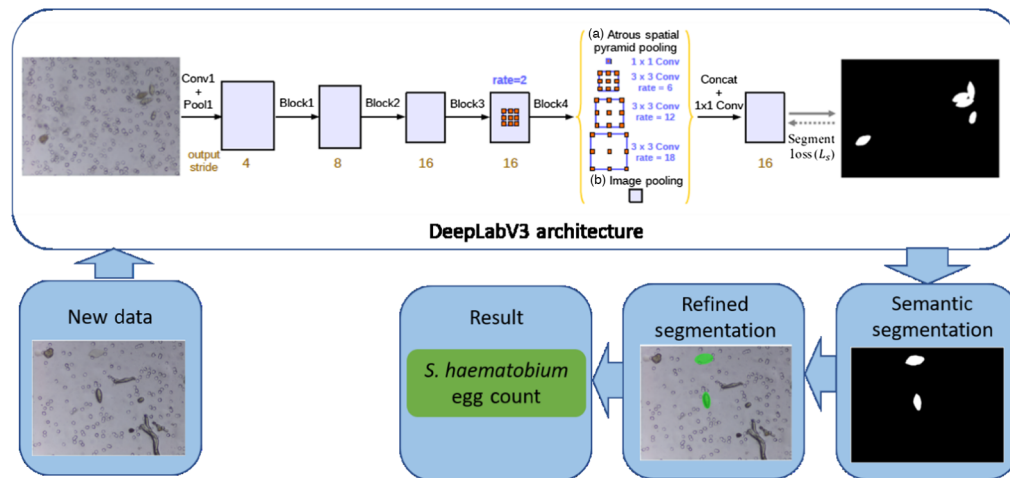 (a) Atrous spatial
pyramid pooling
1 x 1 Conv
3 x 3 Conv
rate = 6
3 x 3 Conv
rate = 12
3 x 3 Conv
rate = 18
(b) Image pooling
Conv1
+
Pool1
Block1
Block2
Block3
rate=2
Block4
Concat
+
1x1 Conv
Segment
loss (Ls)
output
stride
4
8
16
16
16
DeepLabV3 architecture
New data
Result
S. haematobium
egg count
Refined
segmentation
Semantic
segmentation